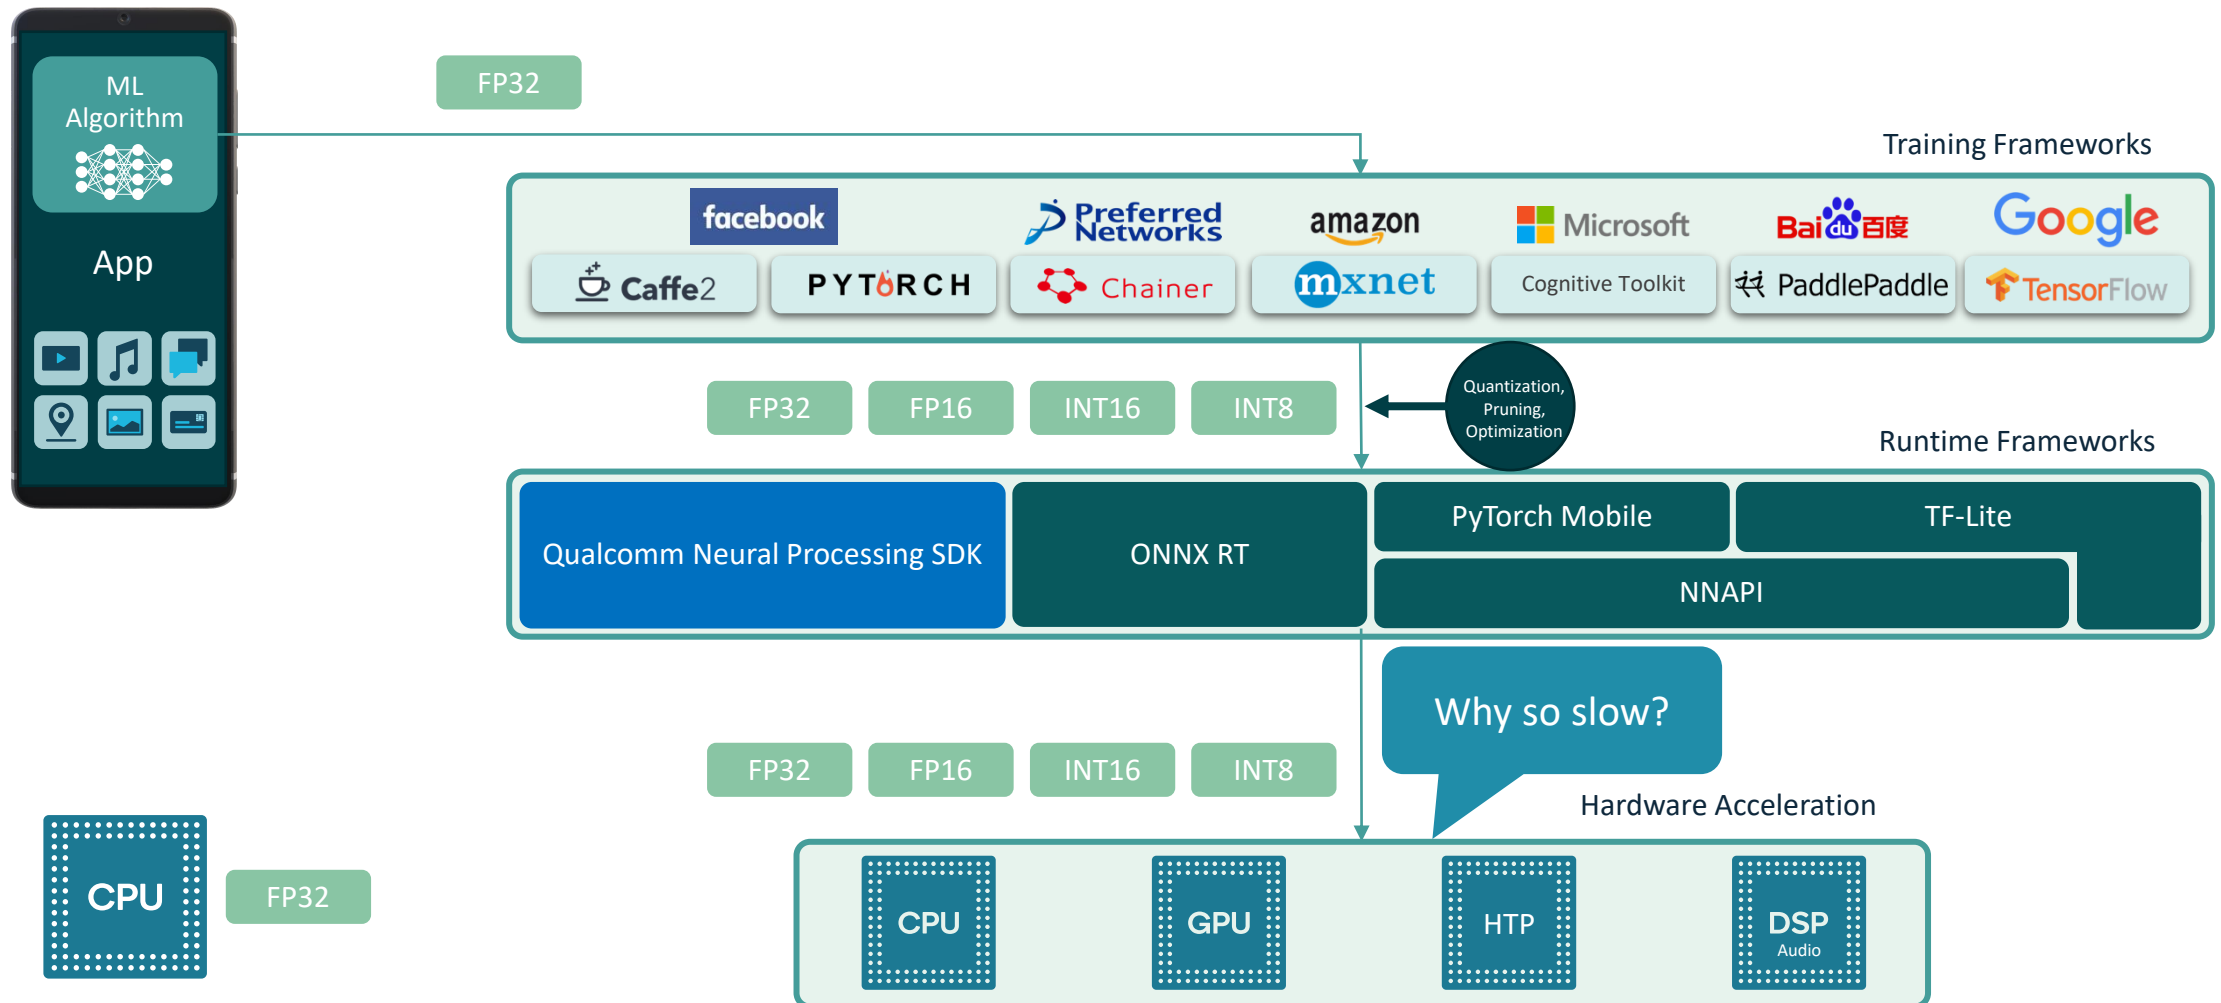 ML
Algorithm
App
FP32
Training Frameworks
facebook
Preferred
Networks
amazon
Microsoft
Bai du 百度
Google
Caffe2
PYTORCH
Chainer
mxnet
Cognitive Toolkit
PaddlePaddle
TensorFlow
FP32
FP16
INT16
INT8
Quantization,
Pruning,
Optimization
Runtime Frameworks
Qualcomm Neural Processing SDK
ONNX RT
PyTorch Mobile
TF-Lite
NNAPI
Why so slow?
FP32
FP16
INT16
INT8
Hardware Acceleration
CPU
FP32
CPU
GPU
HTP
DSP
Audio